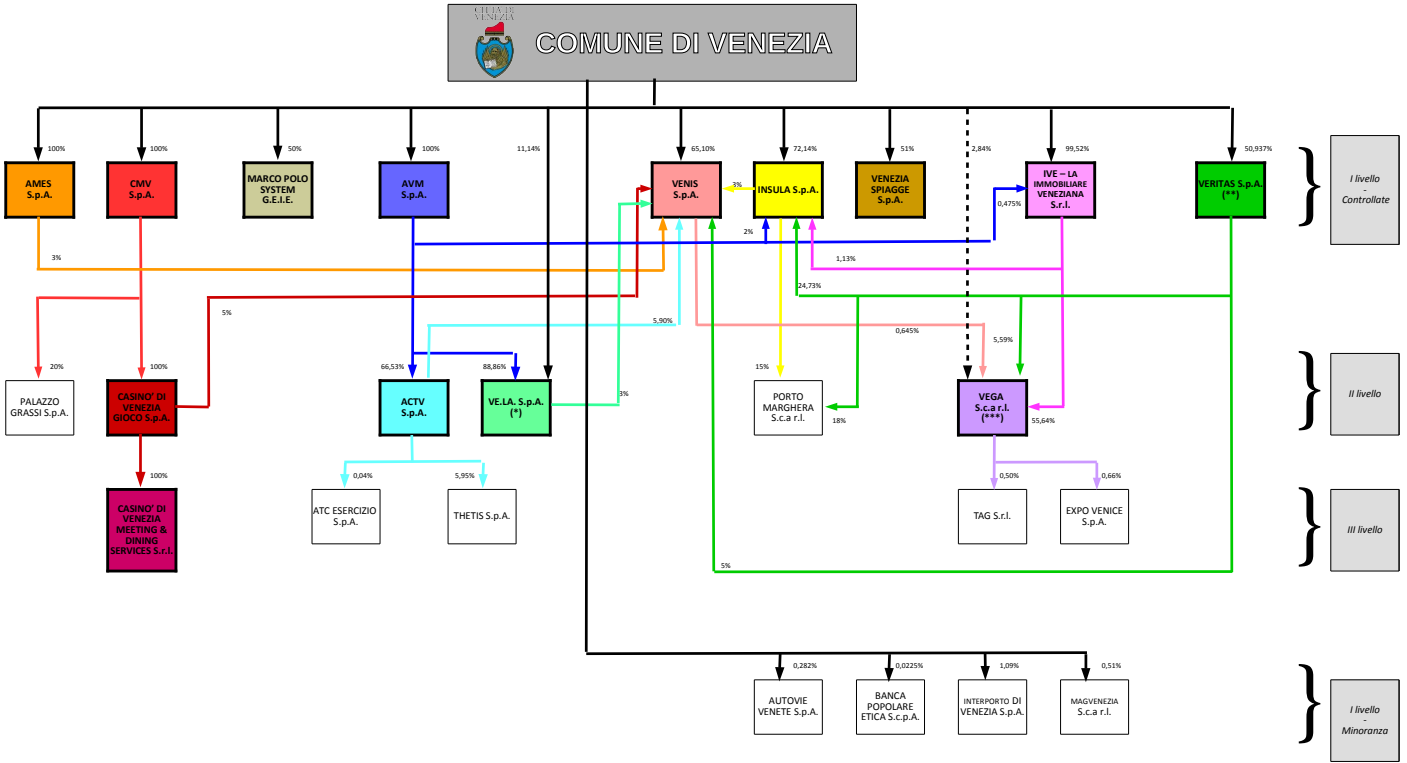 CITTA' DI
VENEZIA
COMUNE DI VENEZIA
100%
100%
50%
100%
11,14%
65,10%
72,14%
51%
2,84%
99,52%
50,937%
AMES
S.p.A.
CMV
S.p.A.
MARCO POLO
SYSTEM
G.E.I.E.
AVM
S.p.A.
VENIS
S.p.A.
3%
INSULA S.p.A.
VENEZIA
SPIAGGE
S.p.A.
IVE – LA
IMMOBILIARE
VENEZIANA
S.r.l.
VERITAS S.p.A.
(**)
I livello
-
Controllate
0,475%
2%
3%
1,13%
24,73%
5%
5,90%
0,645%
5,59%
20%
100%
66,53%
88,86%
15%
PALAZZO
GRASSI S.p.A.
CASINO' DI
VENEZIA
GIOCO S.p.A.
ACTV
S.p.A.
VE.LA. S.p.A.
(*)
3%
PORTO
MARGHERA
S.c.a r.l.
18%
VEGA
S.c.a r.l.
(***)
55,64%
II livello
100%
0,04%
5,95%
0,50%
0,66%
CASINO' DI
VENEZIA
MEETING &
DINING
SERVICES S.r.l.
ATC ESERCIZIO
S.p.A.
THETIS S.p.A.
TAG S.r.l.
EXPO VENICE
S.p.A.
III livello
5%
0,282%
0,0225%
1,09%
0,51%
AUTOVIE
VENETE S.p.A.
BANCA
POPOLARE
ETICA S.c.p.A.
INTERPORTO DI
VENEZIA S.p.A.
MAGVENEZIA
S.c.a r.l.
I livello
-
Minoranza